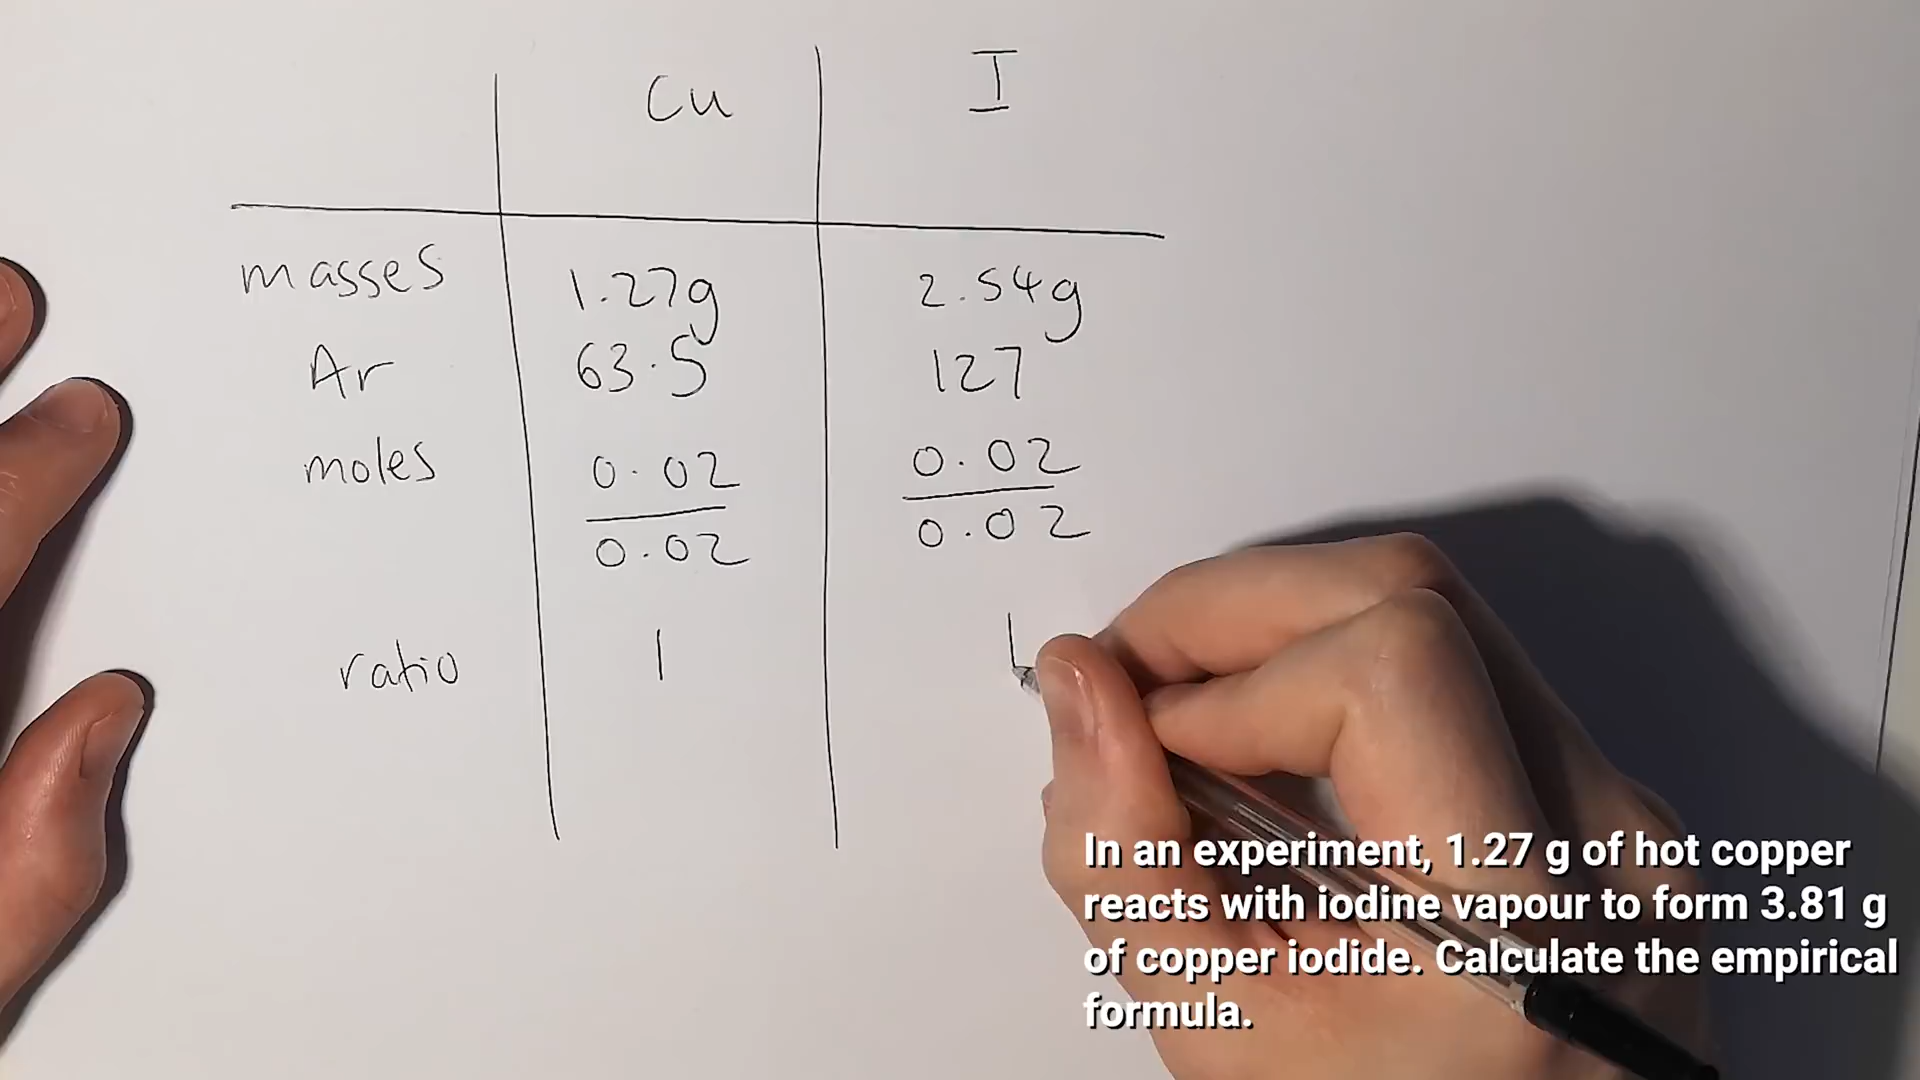 Cu I
masses 1.27g 2.54g
Ar 63.5 127
moles 0.02 0.02
0.02 0.02
ratio 1 1
In an experiment, 1.27 g of hot copper
reacts with iodine vapour to form 3.81 g
of copper iodide. Calculate the empirical
formula.